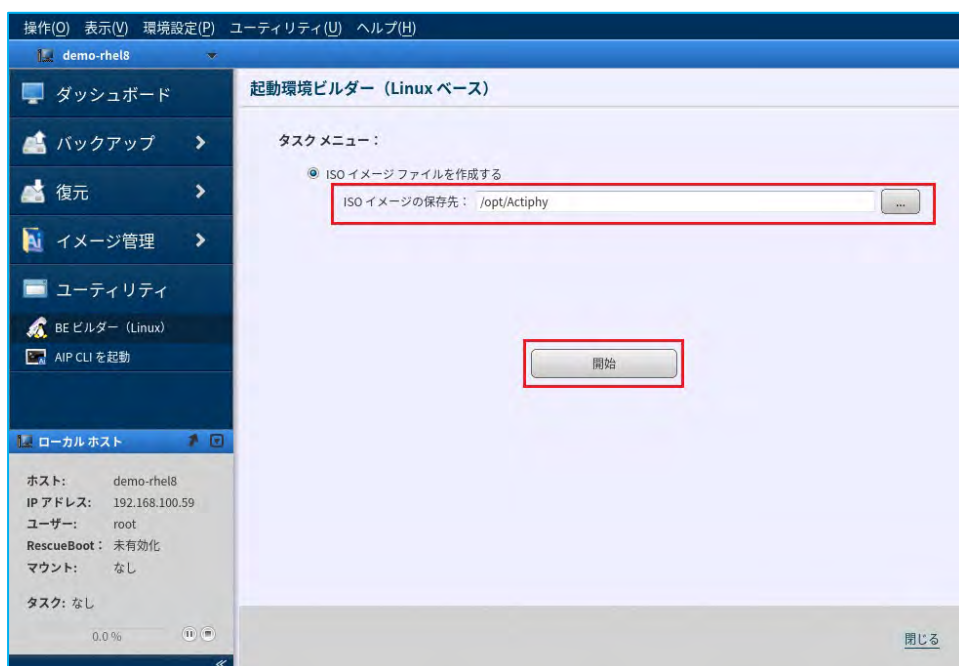 操作(O) 表示(V) 環境設定(P) ユーティリティ(U) ヘルプ(H)
demo-rhel8
ダッシュボード
バックアップ
復元
イメージ管理
ユーティリティ
BE ビルダー（Linux）
AIP CLI を起動
ローカル ホスト
ホスト: demo-rhel8
IP アドレス: 192.168.100.59
ユーザー: root
RescueBoot： 未有効化
マウント: なし
タスク: なし
0.0 %
起動環境ビルダー（Linux ベース）
タスク メニュー：
ISO イメージ ファイルを作成する
ISO イメージの保存先： /opt/Actiphy ...
開始
閉じる